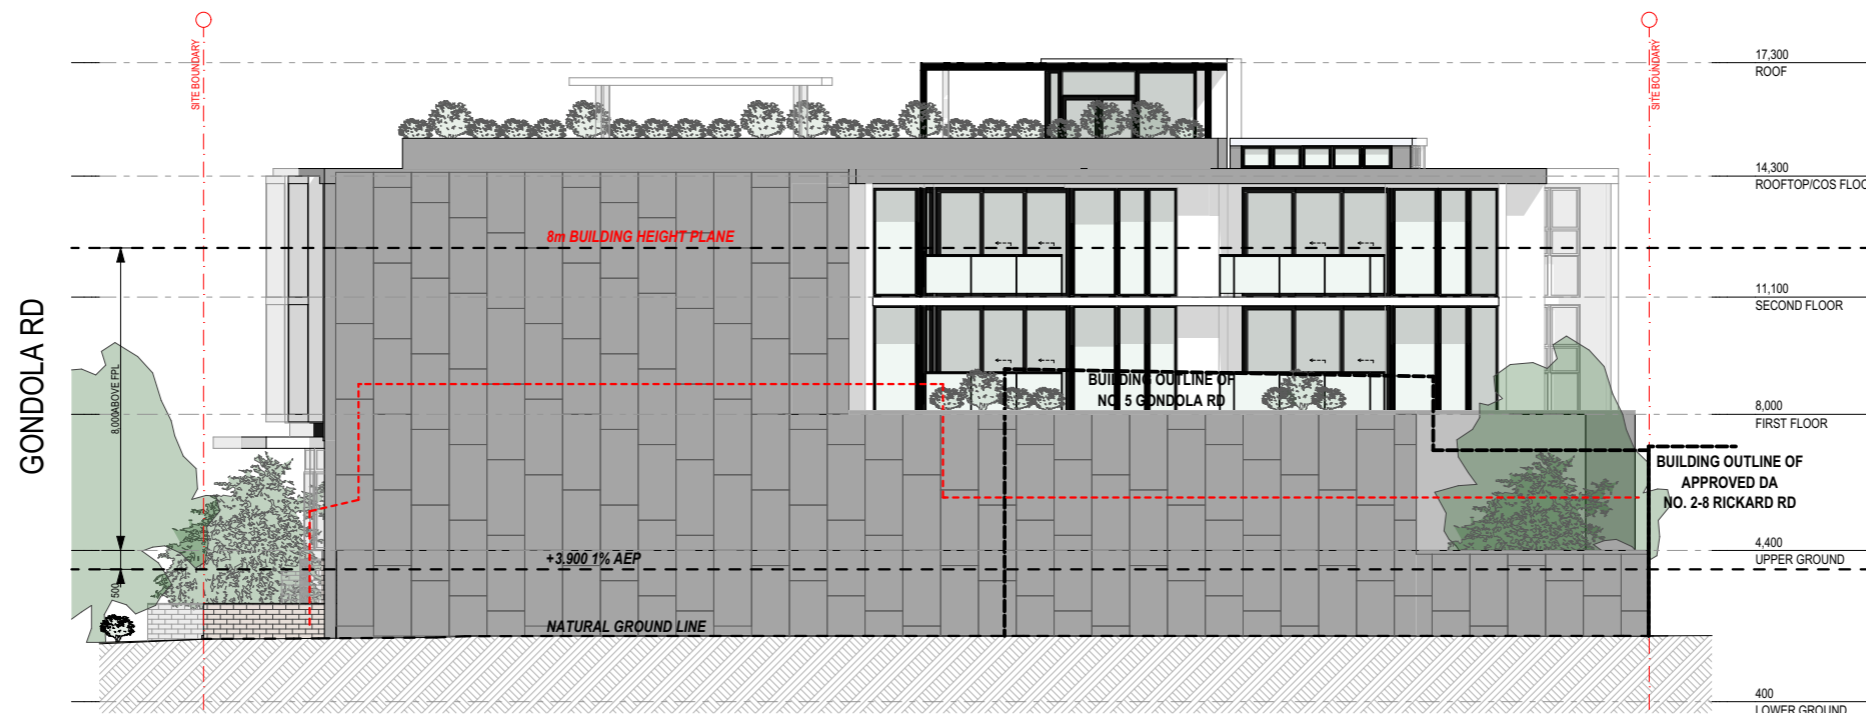 SITE BOUNDARY
SITE BOUNDARY
17,300
ROOF
14,300
ROOFTOP/COS FLOO
8m BUILDING HEIGHT PLANE
11,100
SECOND FLOOR
GONDOLA RD
8,000ABOVE FPL
BUILDING OUTLINE OF
NO. 5 GONDOLA RD
8,000
FIRST FLOOR
BUILDING OUTLINE OF
APPROVED DA
NO. 2-8 RICKARD RD
+3.900 1% AEP
4,400
UPPER GROUND
500
NATURAL GROUND LINE
400
LOWER GROUND